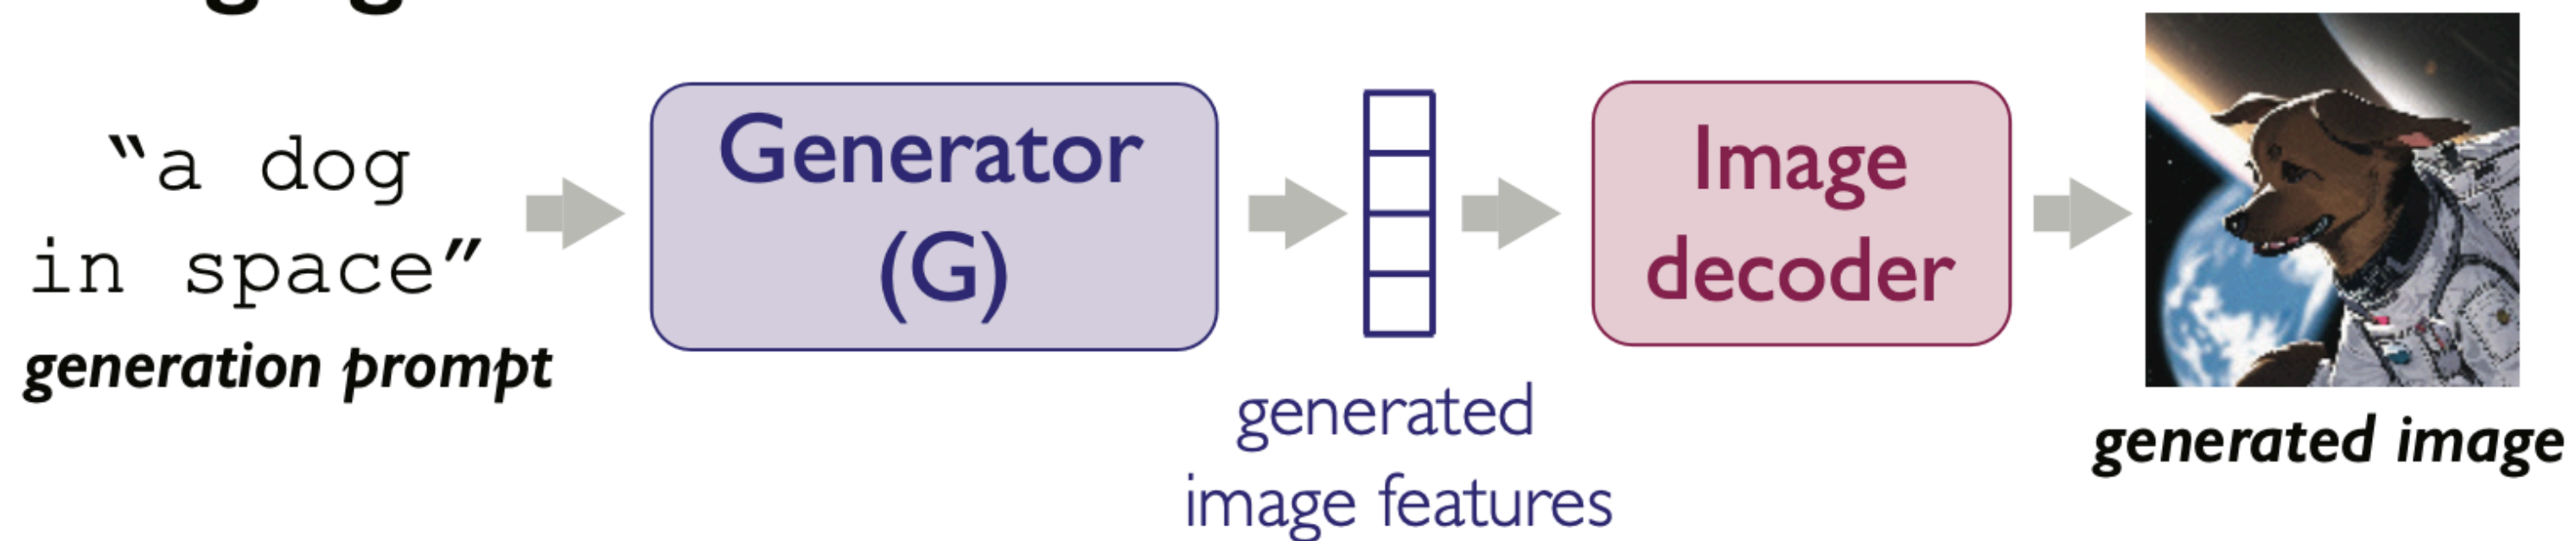 “a dog
in space”
generation prompt
Generator
(G)
generated
image features
Image
decoder
generated image